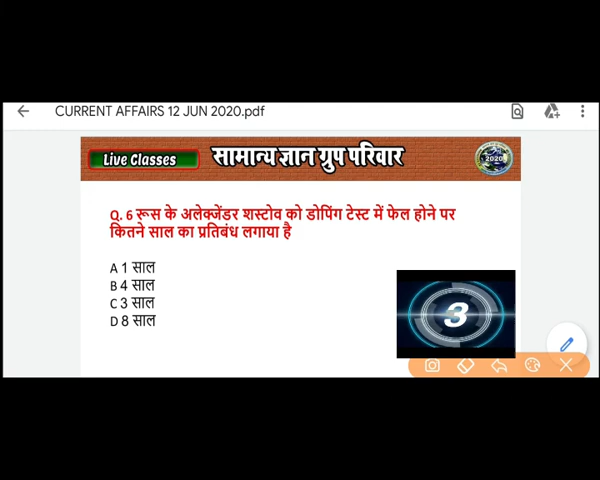 CURRENT AFFAIRS 12 JUN 2020.pdf
Live Classes सामान्य ज्ञान ग्रुप परिवार 2020
Q. 6 रूस के अलेक्जेंडर शस्टोव को डोपिंग टेस्ट में फेल होने पर
कितने साल का प्रतिबंध लगाया है
A 1 साल
B 4 साल
C 3 साल
D 8 साल
3